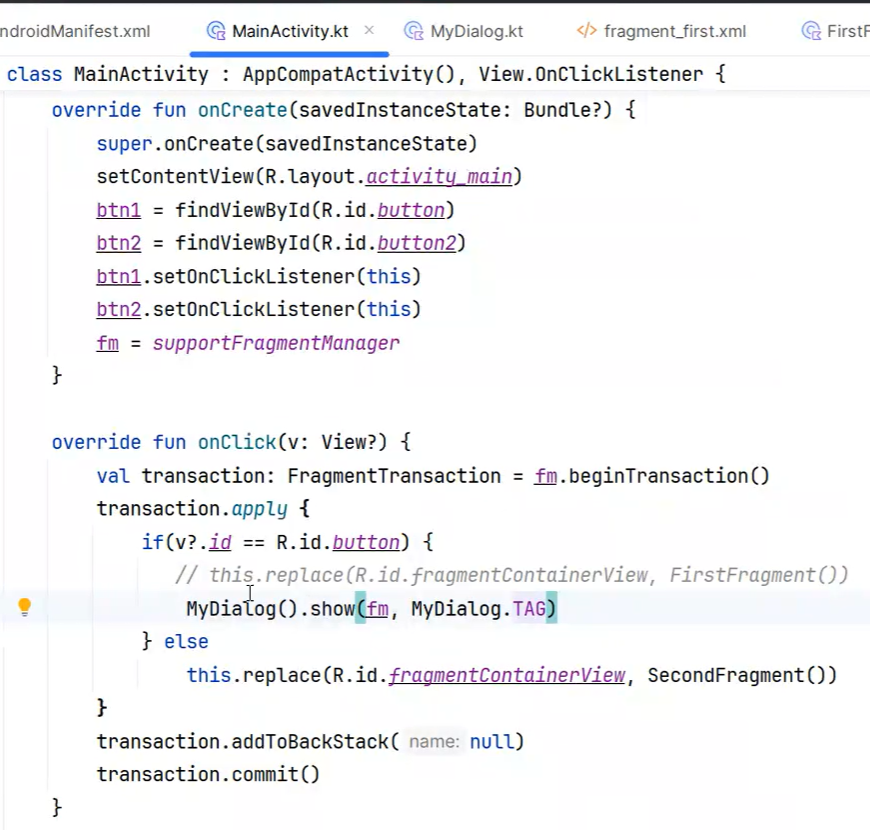 ndroidManifest.xml MainActivity.kt MyDialog.kt fragment_first.xml FirstF
class MainActivity : AppCompatActivity(), View.OnClickListener {
override fun onCreate(savedInstanceState: Bundle?) {
super.onCreate(savedInstanceState)
setContentView(R.layout.activity_main)
btn1 = findViewById(R.id.button)
btn2 = findViewById(R.id.button2)
btn1.setOnClickListener(this)
btn2.setOnClickListener(this)
fm = supportFragmentManager
}
override fun onClick(v: View?) {
val transaction: FragmentTransaction = fm.beginTransaction()
transaction.apply {
if(v?.id == R.id.button) {
// this.replace(R.id.fragmentContainerView, FirstFragment())
MyDialog().show(fm, MyDialog.TAG)
} else
this.replace(R.id.fragmentContainerView, SecondFragment())
}
transaction.addToBackStack( name: null)
transaction.commit()
}